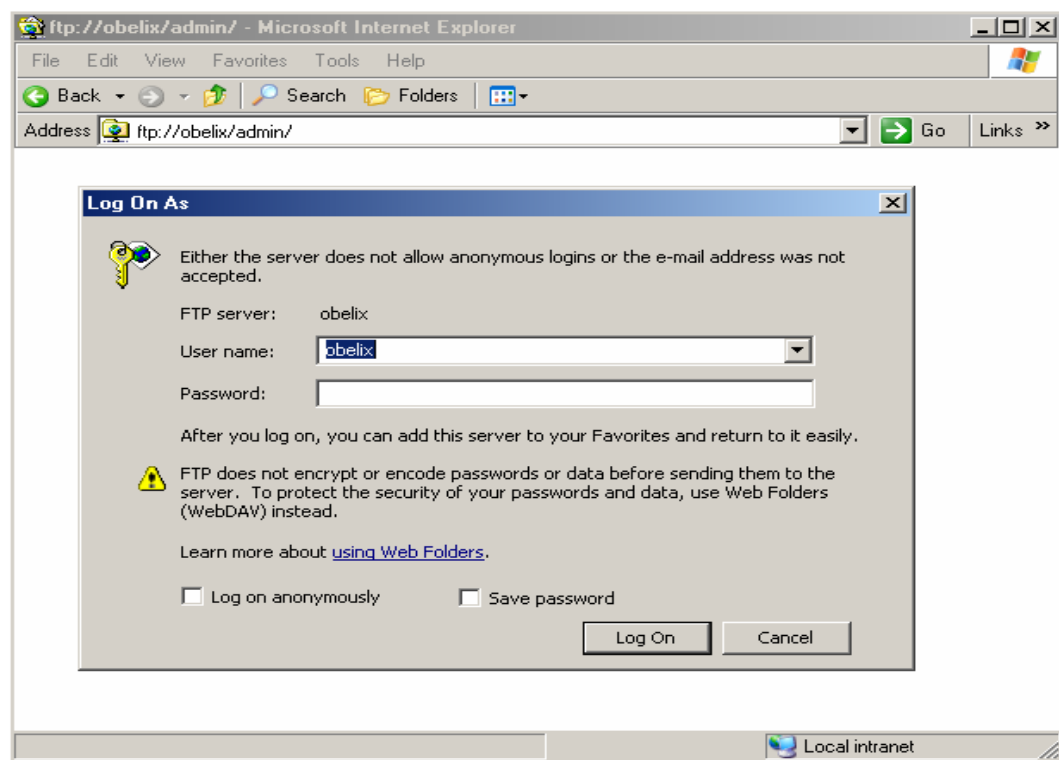 ftp://obelix/admin/ - Microsoft Internet Explorer
File Edit View Favorites Tools Help
Back Search Folders
Address ftp://obelix/admin/ Go Links »
Log On As
Either the server does not allow anonymous logins or the e-mail address was not
accepted.
FTP server: obelix
User name: obelix
Password:
After you log on, you can add this server to your Favorites and return to it easily.
FTP does not encrypt or encode passwords or data before sending them to the
server. To protect the security of your passwords and data, use Web Folders
(WebDAV) instead.
Learn more about using Web Folders.
Log on anonymously Save password
Log On Cancel
Local intranet